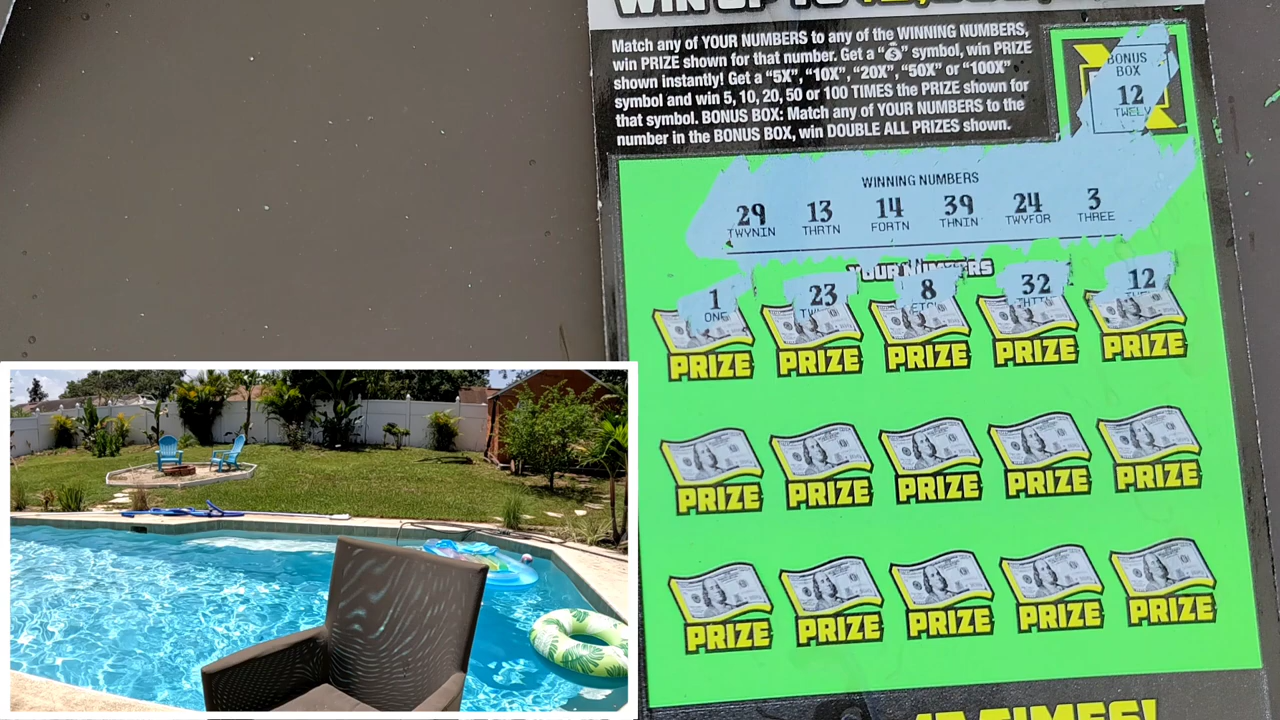 WIN UP TO
Match any of YOUR NUMBERS to any of the WINNING NUMBERS,
win PRIZE shown for that number. Get a “💰” symbol, win PRIZE
shown instantly! Get a “5X”, “10X”, “20X”, “50X” or “100X”
symbol and win 5, 10, 20, 50 or 100 TIMES the PRIZE shown for
that symbol. BONUS BOX: Match any of YOUR NUMBERS to the
number in the BONUS BOX, win DOUBLE ALL PRIZES shown.
BONUS
BOX
12
TWELV
WINNING NUMBERS
29 13 14 39 24 3
TWYNIN THRTN FORTN THNIN TWYFOR THREE
YOUR NUMBERS
1 23 8 32 12
ONE
PRIZE PRIZE PRIZE PRIZE PRIZE
PRIZE PRIZE PRIZE PRIZE PRIZE
PRIZE PRIZE PRIZE PRIZE PRIZE
TIMES!